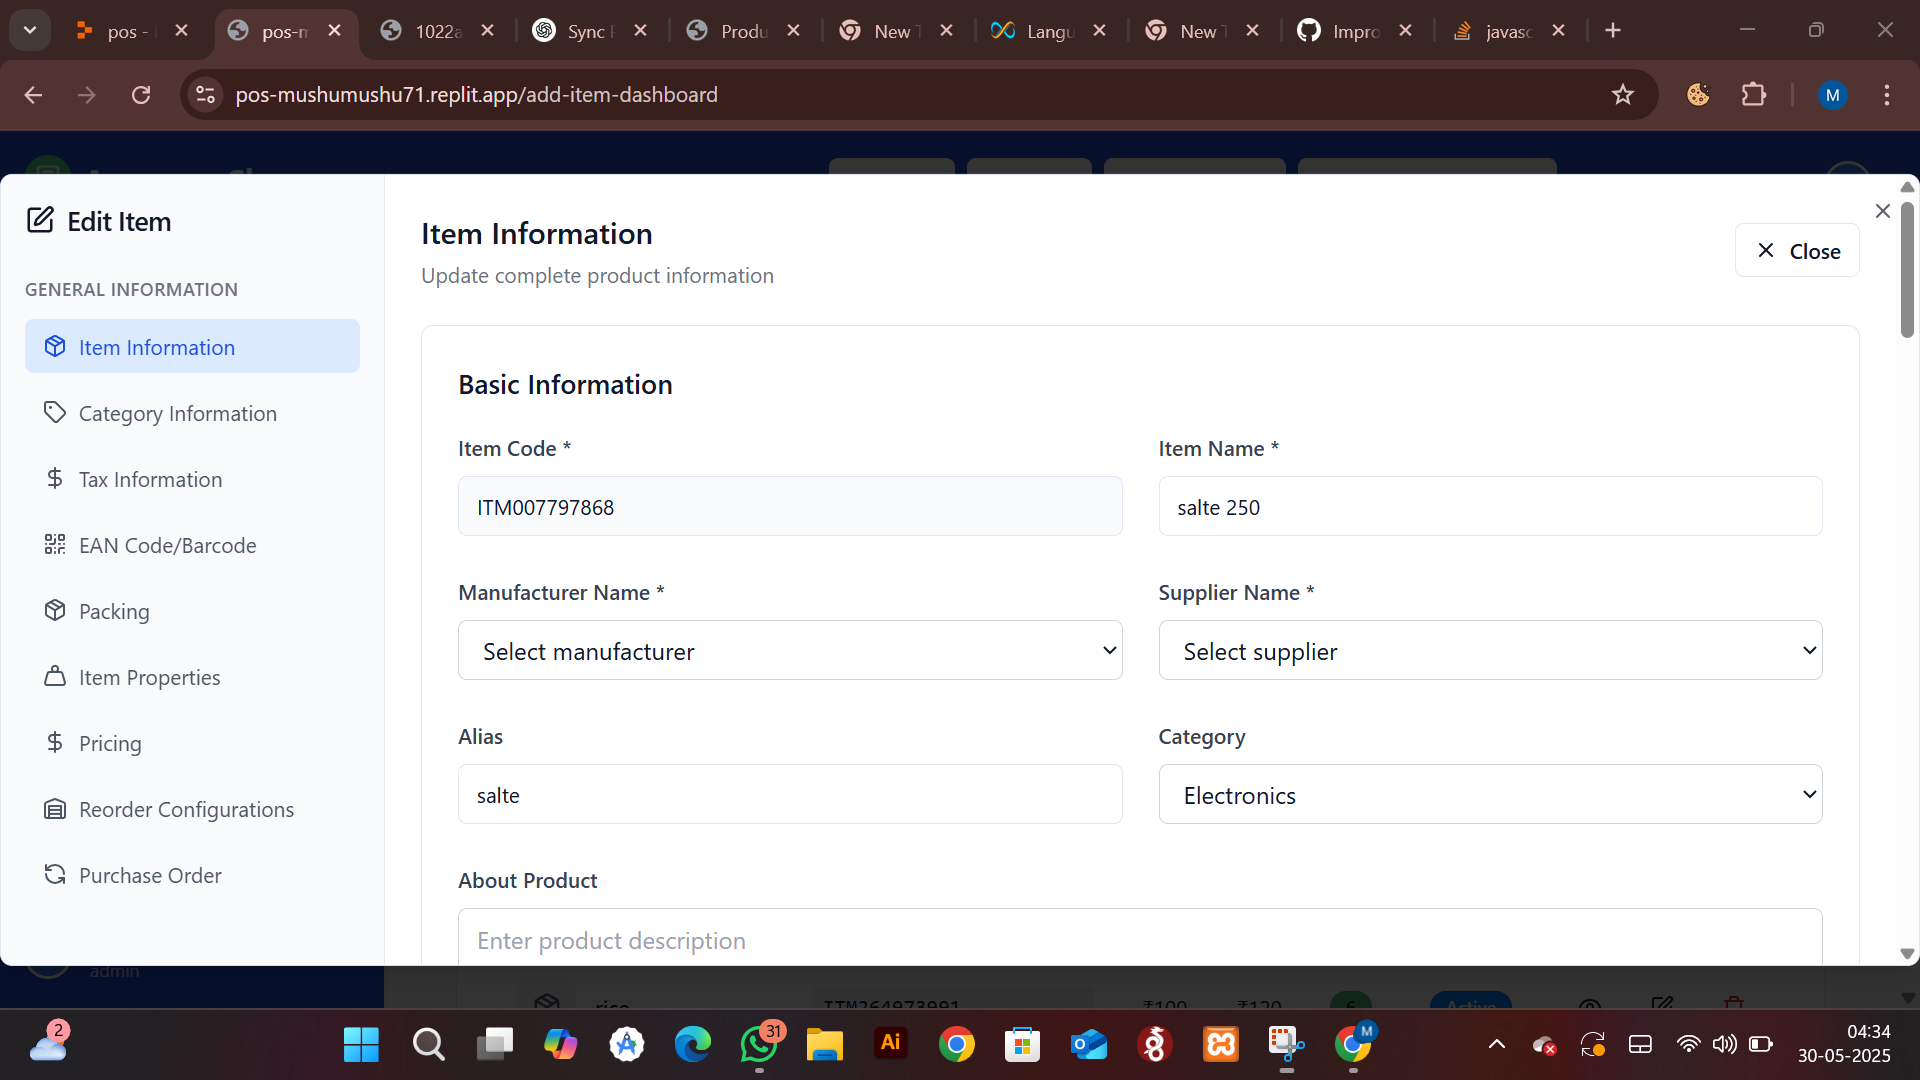 pos -
pos-m
1022a
Sync
Produ
New T
Langu
New T
Impro
javasc
pos-mushumushu71.replit.app/add-item-dashboard
M
Edit Item
Item Information
Close
Update complete product information
GENERAL INFORMATION
Item Information
Category Information
Tax Information
EAN Code/Barcode
Packing
Item Properties
Pricing
Reorder Configurations
Purchase Order
Basic Information
Item Code *
Item Name *
ITM007797868
salte 250
Manufacturer Name *
Supplier Name *
Select manufacturer
Select supplier
Alias
Category
salte
Electronics
About Product
Enter product description
admin
rice
ITM264973991
₹100
₹120
6
Active
2
31
Ai
M
04:34
30-05-2025